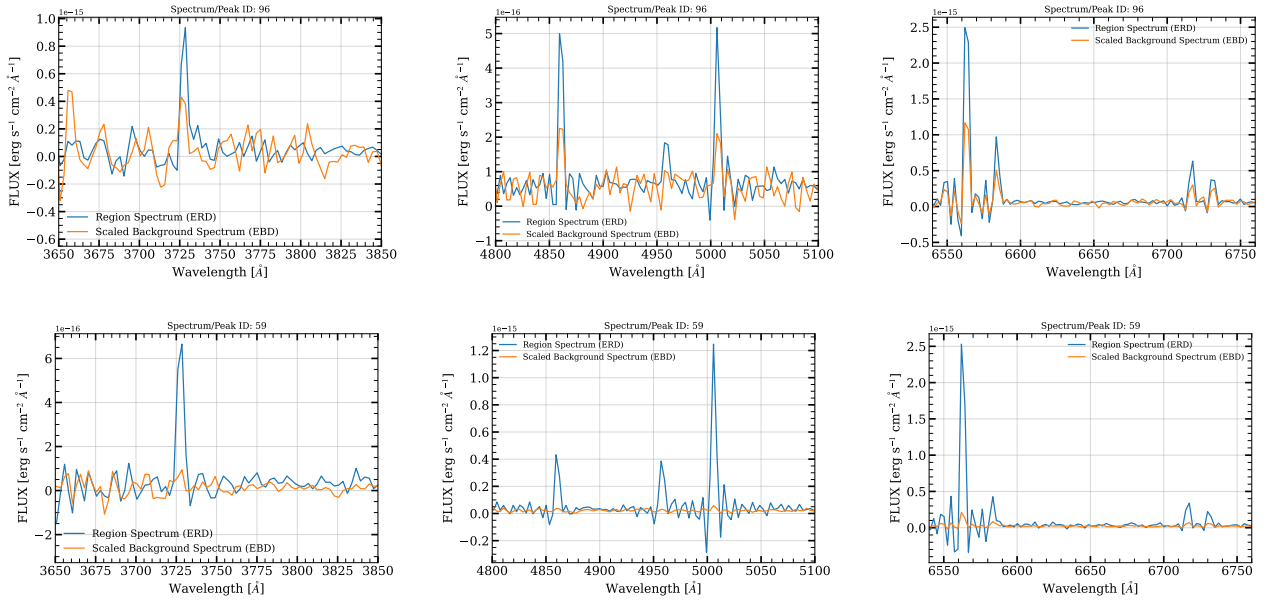 Spectrum/Peak ID: 96
1e−15
FLUX [erg s⁻¹ cm⁻² Å⁻¹]
1.0
0.8
0.6
0.4
0.2
0.0
−0.2
−0.4
−0.6
Region Spectrum (ERD)
Scaled Background Spectrum (EBD)
3650 3675 3700 3725 3750 3775 3800 3825 3850
Wavelength [Å]
Spectrum/Peak ID: 96
1e−16
FLUX [erg s⁻¹ cm⁻² Å⁻¹]
5
4
3
2
1
0
−1
Region Spectrum (ERD)
Scaled Background Spectrum (EBD)
4800 4850 4900 4950 5000 5050 5100
Wavelength [Å]
Spectrum/Peak ID: 96
1e−15
Region Spectrum (ERD)
Scaled Background Spectrum (EBD)
FLUX [erg s⁻¹ cm⁻² Å⁻¹]
2.5
2.0
1.5
1.0
0.5
0.0
−0.5
6550 6600 6650 6700 6750
Wavelength [Å]
Spectrum/Peak ID: 59
1e−16
FLUX [erg s⁻¹ cm⁻² Å⁻¹]
6
4
2
0
−2
Region Spectrum (ERD)
Scaled Background Spectrum (EBD)
3650 3675 3700 3725 3750 3775 3800 3825 3850
Wavelength [Å]
Spectrum/Peak ID: 59
1e−15
Region Spectrum (ERD)
Scaled Background Spectrum (EBD)
FLUX [erg s⁻¹ cm⁻² Å⁻¹]
1.2
1.0
0.8
0.6
0.4
0.2
0.0
−0.2
4800 4850 4900 4950 5000 5050 5100
Wavelength [Å]
Spectrum/Peak ID: 59
1e−15
Region Spectrum (ERD)
Scaled Background Spectrum (EBD)
FLUX [erg s⁻¹ cm⁻² Å⁻¹]
2.5
2.0
1.5
1.0
0.5
0.0
6550 6600 6650 6700 6750
Wavelength [Å]